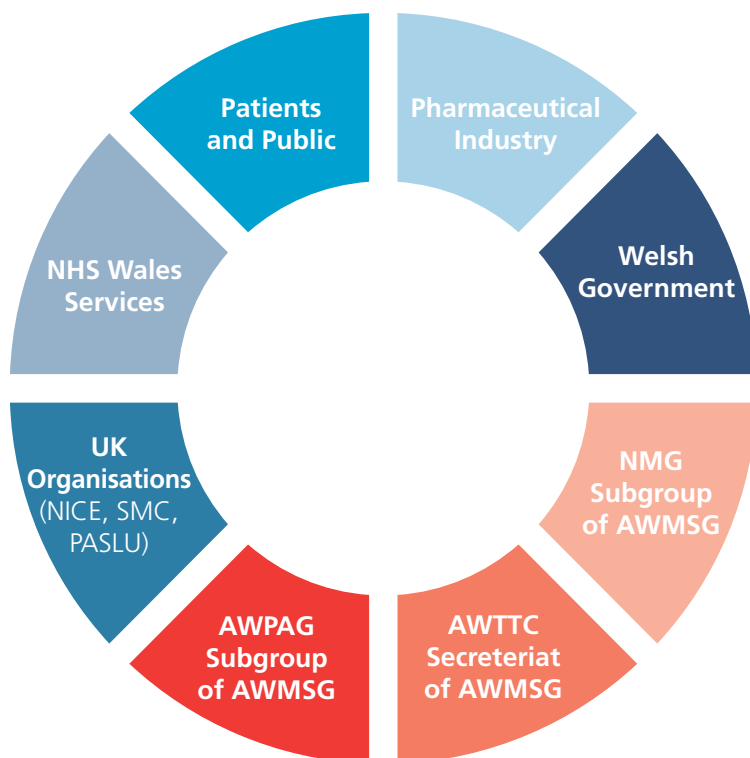 Patients
and Public
Pharmaceutical
Industry
Welsh
Government
NMG
Subgroup
of AWMSG
AWTTC
Secreteriat
of AWMSG
AWPAG
Subgroup
of AWMSG
UK
Organisations
(NICE, SMC,
PASLU)
NHS Wales
Services